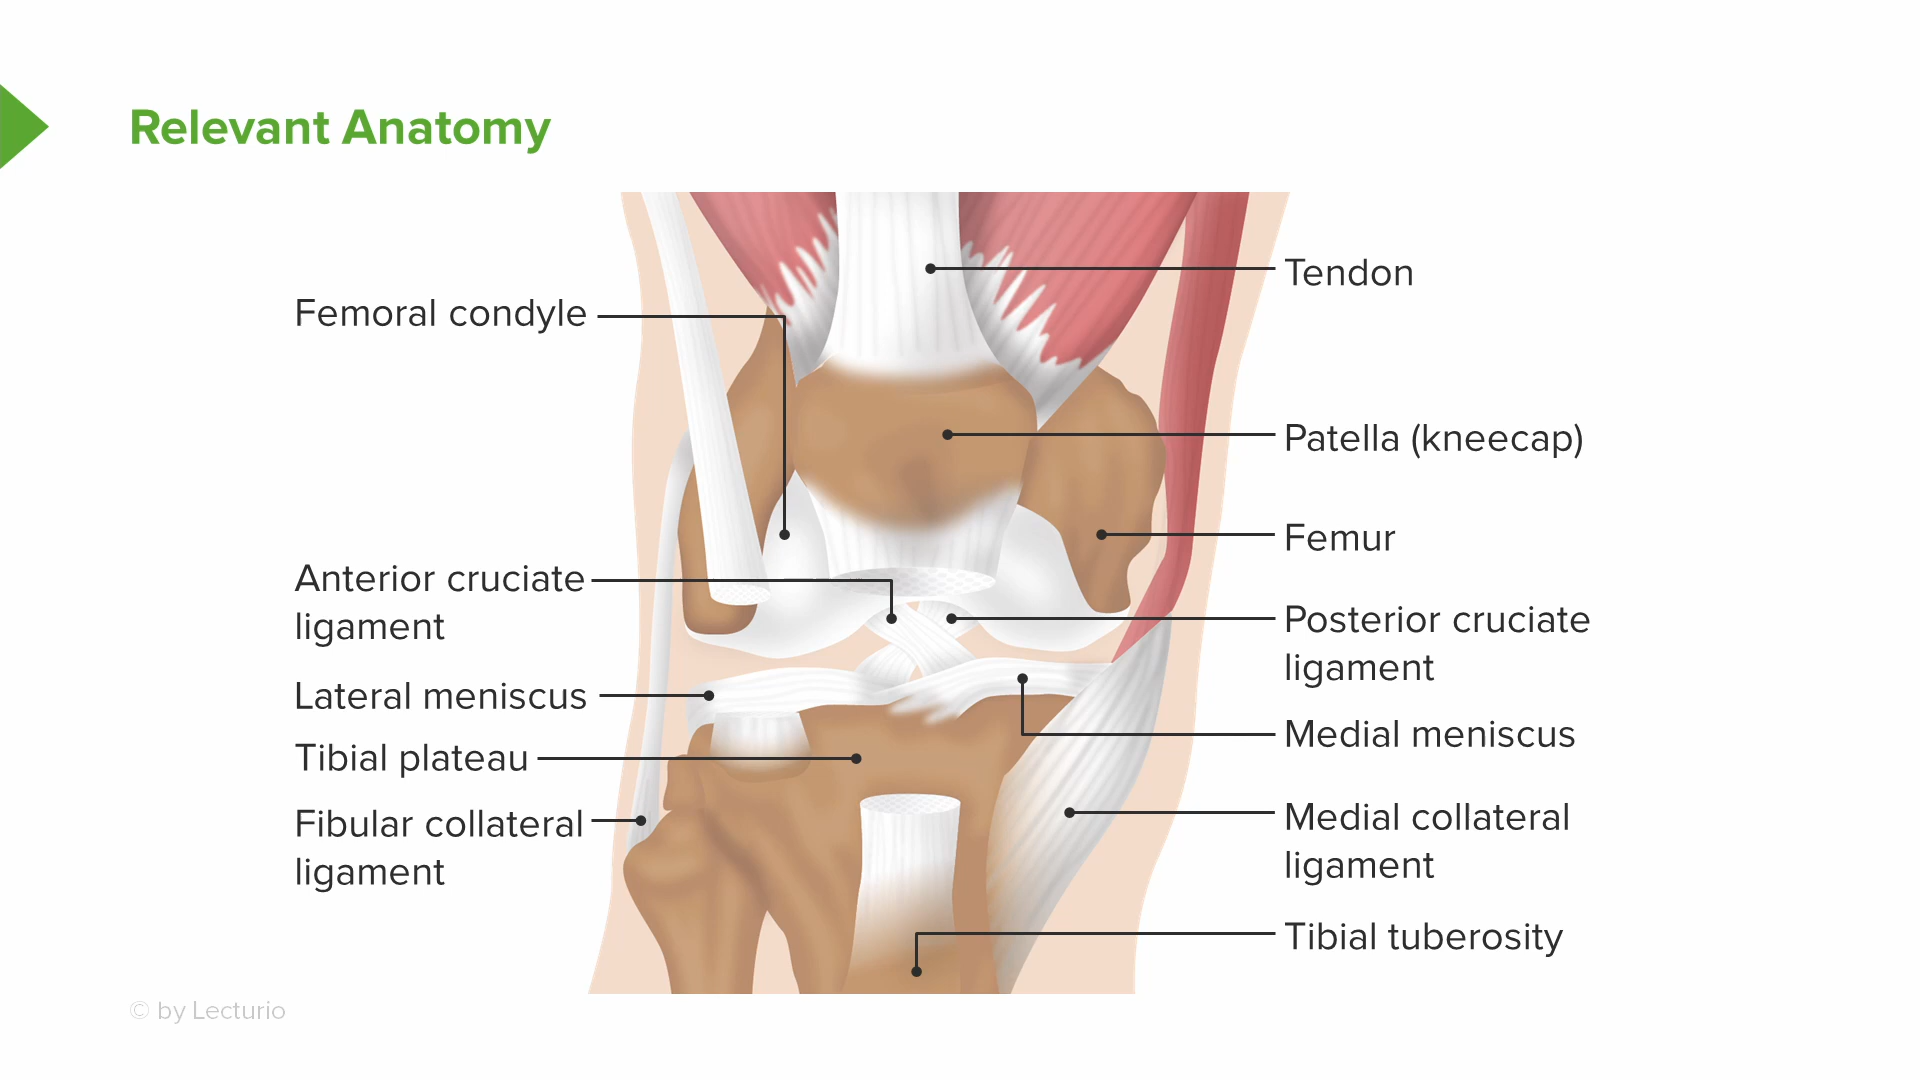 Relevant Anatomy
Femoral condyle
Anterior cruciate
ligament
Lateral meniscus
Tibial plateau
Fibular collateral
ligament
Tendon
Patella (kneecap)
Femur
Posterior cruciate
ligament
Medial meniscus
Medial collateral
ligament
Tibial tuberosity
© by Lecturio